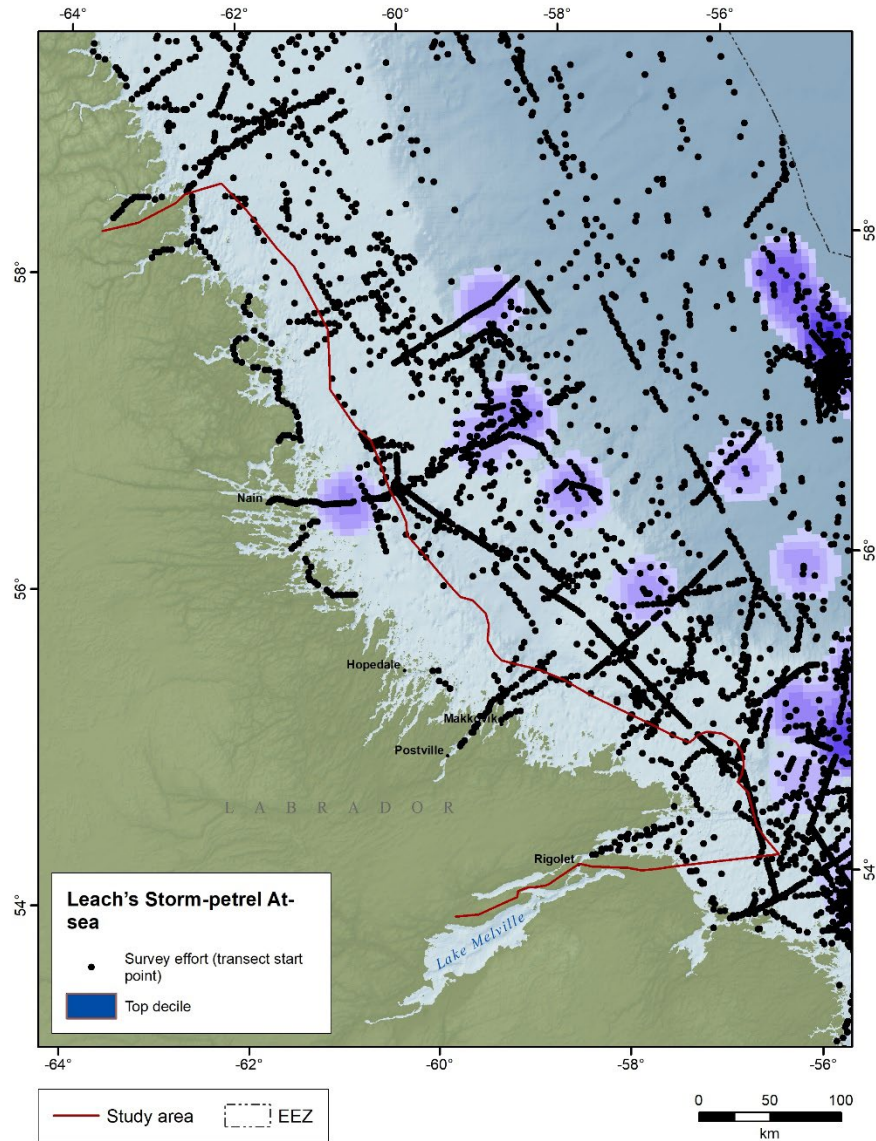 -64° -62° -60° -58° -56°
58°
58°
Nain
56°
56°
Hopedale
Makkovik
Postville
LABRADOR
Rigolet
54°
54°
Lake Melville
Leach's Storm-petrel At-
sea
Survey effort (transect start
point)
Top decile
-64° -62° -60° -58° -56°
Study area EEZ
0 50 100
km